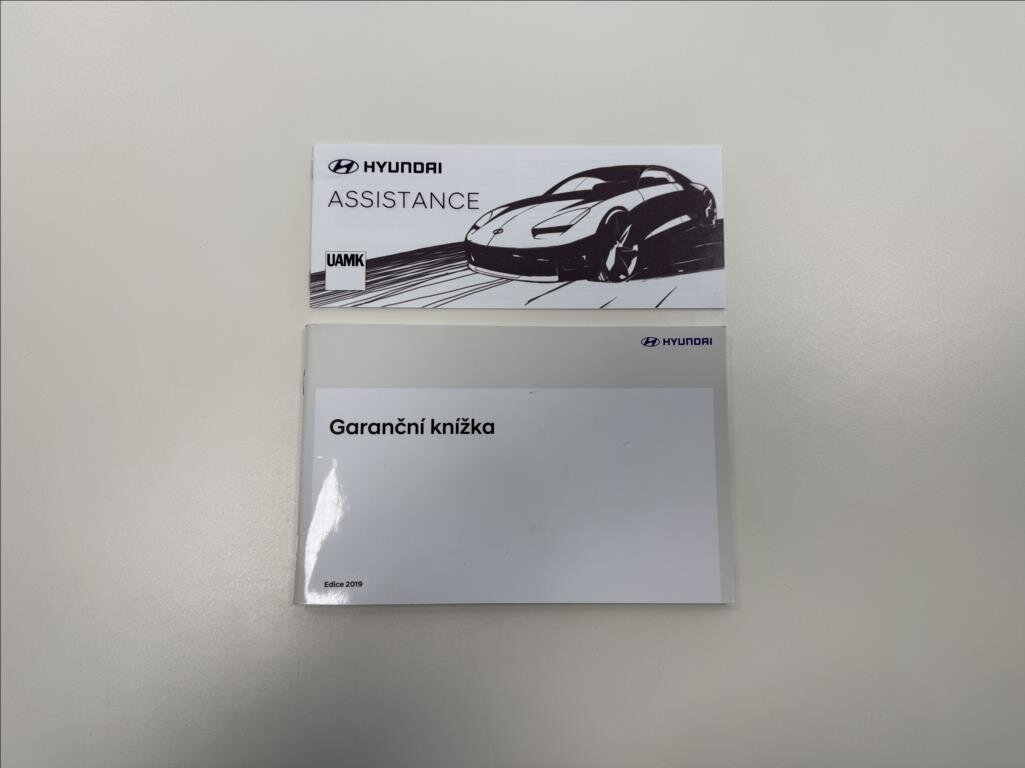 HYUNDAI
ASSISTANCE
UAMK
HYUNDAI
Garanční knížka
Edice 2019